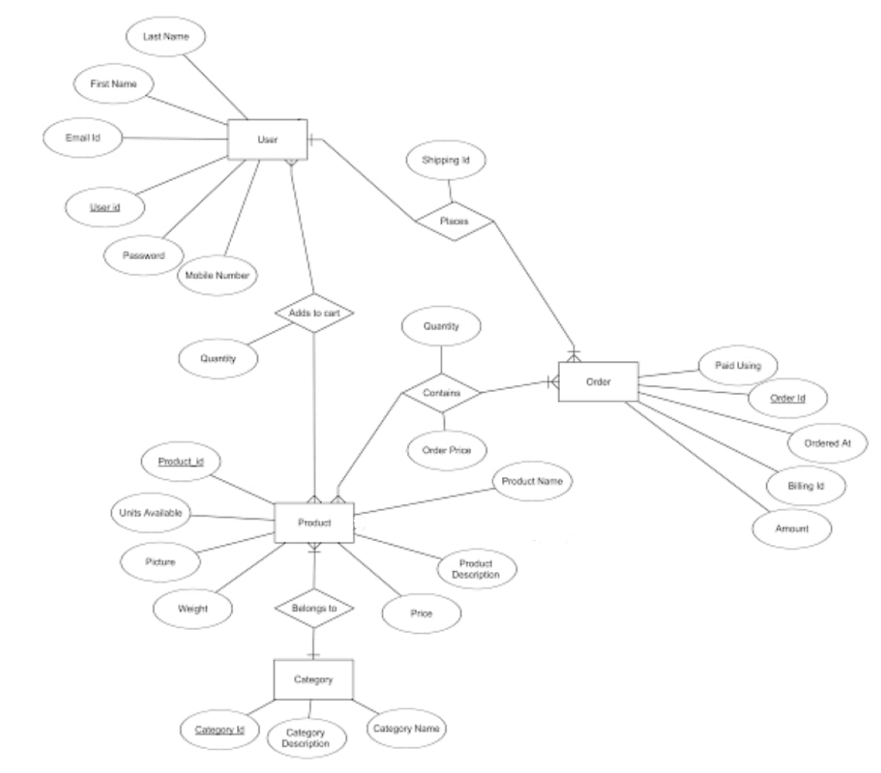 Last Name
First Name
Email Id
User
Shipping Id
User id
Places
Password
Mobile Number
Adds to cart
Quantity
Quantity
Paid Using
Order
Contains
Order Id
Ordered At
Order Price
Product_id
Product Name
Billing Id
Units Available
Product
Amount
Picture
Product
Description
Weight
Belongs to
Price
Category
Category Id
Category
Description
Category Name